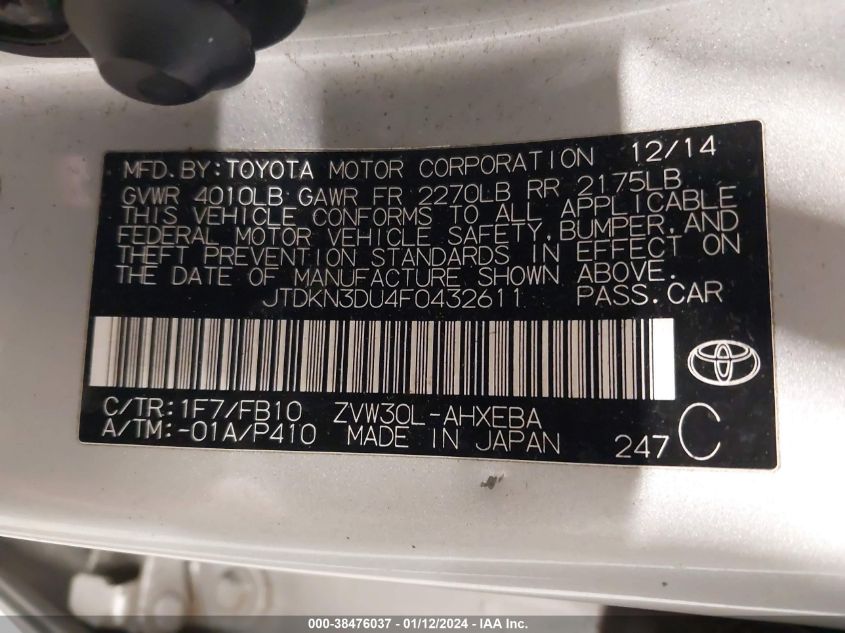 MFD.BY:TOYOTA MOTOR CORPORATION 12/14
GVWR 4010LB GAWR FR 2270LB RR 2175LB
THIS VEHICLE CONFORMS TO ALL APPLICABLE
FEDERAL MOTOR VEHICLE SAFETY,BUMPER,AND
THEFT PREVENTION STANDARDS IN EFFECT ON
THE DATE OF MANUFACTURE SHOWN ABOVE.
JTDKN3DU4F0432611 PASS.CAR
C/TR:1F7/FB10 ZVW30L-AHXEBA
A/TM:-01A/P410 MADE IN JAPAN 247 C
000-38476037 - 01/12/2024 - IAAI.COM